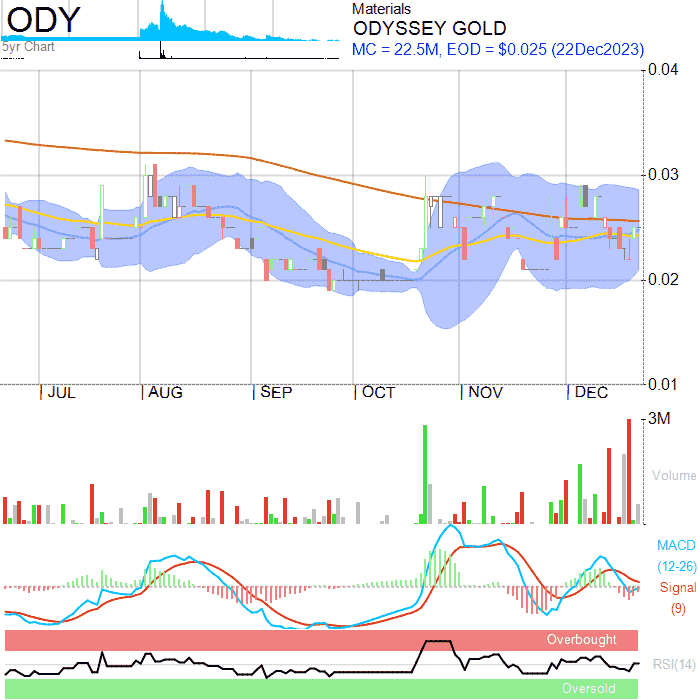 ODY
5yr Chart
Materials
ODYSSEY GOLD
MC = 22.5M, EOD = $0.025 (22Dec2023)
0.04
0.03
0.02
0.01
JUL AUG SEP OCT NOV DEC
3M
Volume
MACD
(12-26)
Signal
(9)
Overbought
RSI(14)
Oversold